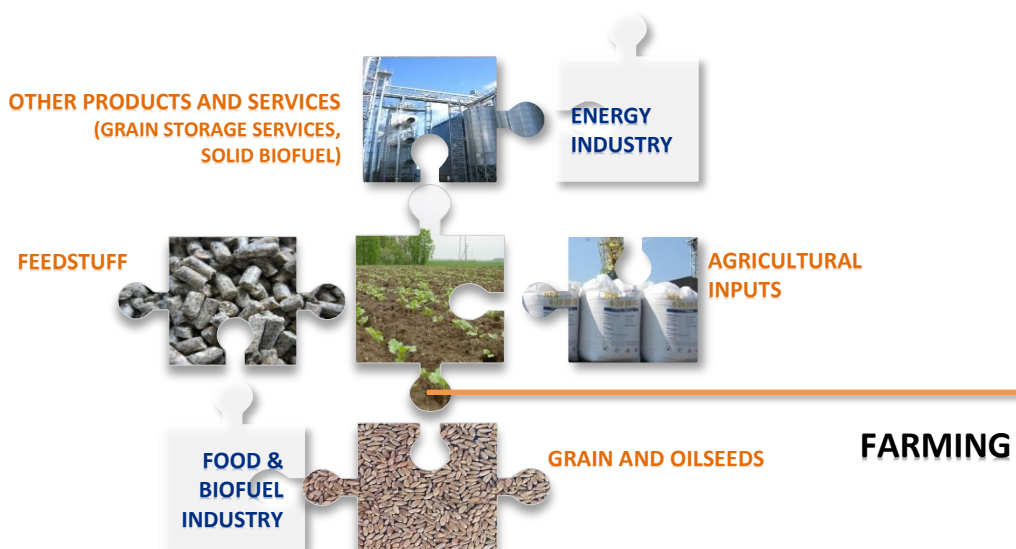 OTHER PRODUCTS AND SERVICES
(GRAIN STORAGE SERVICES,
SOLID BIOFUEL)
ENERGY
INDUSTRY
FEEDSTUFF
AGRICULTURAL
INPUTS
FARMING
FOOD &
BIOFUEL
INDUSTRY
GRAIN AND OILSEEDS